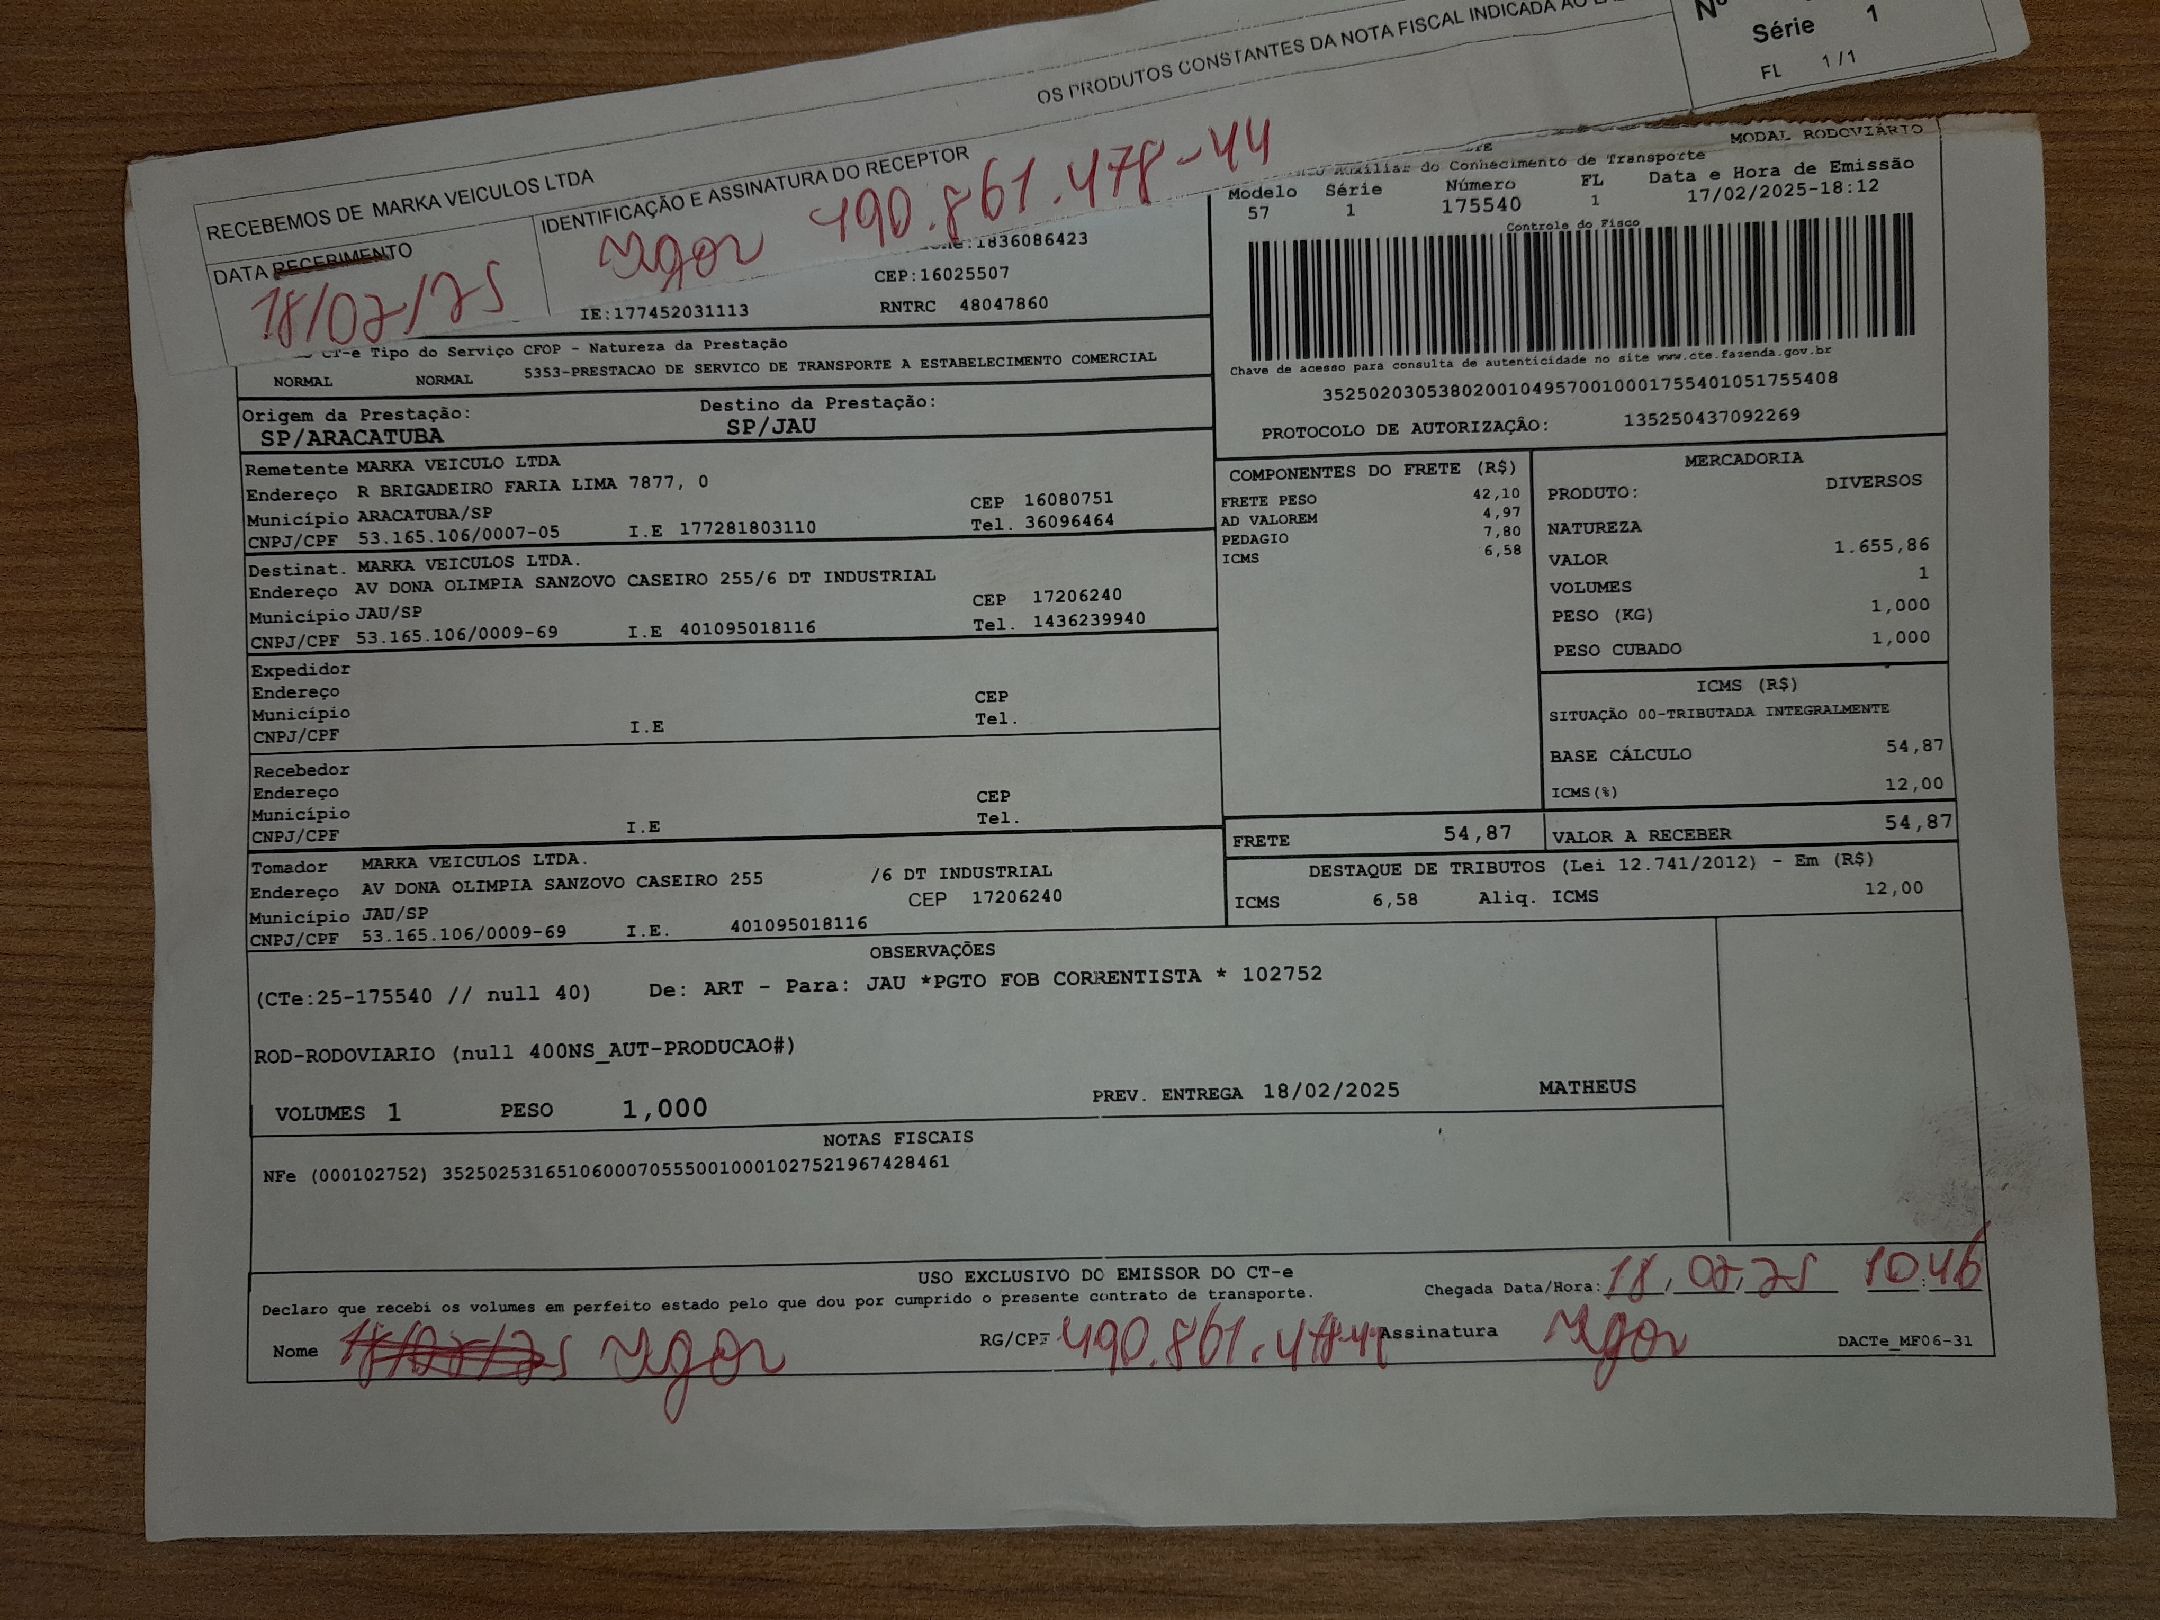 OS PRODUTOS CONSTANTES DA NOTA FISCAL INDICADA AO
Nº
Série 1
FL 1/1
RECEBEMOS DE MARKA VEICULOS LTDA
DATA RECEBIMENTO
18/02/25
IDENTIFICAÇÃO E ASSINATURA DO RECEPTOR
Igor 490.861.478-44
MODAL RODOVIÁRIO
Auxiliar do Conhecimento de Transporte
Modelo Série Número FL Data e Hora de Emissão
57 1 175540 1 17/02/2025-18:12
Controle do Fisco
:1836086423
CEP:16025507
IE:177452031113 RNTRC 48047860
CT-e Tipo do Serviço CFOP - Natureza da Prestação
NORMAL NORMAL 5353-PRESTACAO DE SERVICO DE TRANSPORTE A ESTABELECIMENTO COMERCIAL
Chave de acesso para consulta de autenticidade no site www.cte.fazenda.gov.br
35250203053802001049570010001755401051755408
PROTOCOLO DE AUTORIZAÇÃO: 135250437092269
Origem da Prestação: Destino da Prestação:
SP/ARACATUBA SP/JAU
Remetente MARKA VEICULO LTDA
Endereço R BRIGADEIRO FARIA LIMA 7877, 0
Município ARACATUBA/SP CEP 16080751
CNPJ/CPF 53.165.106/0007-05 I.E 177281803110 Tel. 36096464
Destinat. MARKA VEICULOS LTDA.
Endereço AV DONA OLIMPIA SANZOVO CASEIRO 255/6 DT INDUSTRIAL
Município JAU/SP CEP 17206240
CNPJ/CPF 53.165.106/0009-69 I.E 401095018116 Tel. 1436239940
Expedidor
Endereço
Município CEP
CNPJ/CPF I.E Tel.
Recebedor
Endereço
Município CEP
CNPJ/CPF I.E Tel.
Tomador MARKA VEICULOS LTDA.
Endereço AV DONA OLIMPIA SANZOVO CASEIRO 255 /6 DT INDUSTRIAL
Município JAU/SP CEP 17206240
CNPJ/CPF 53.165.106/0009-69 I.E. 401095018116
COMPONENTES DO FRETE (R$)
FRETE PESO 42,10
AD VALOREM 4,97
PEDAGIO 7,80
ICMS 6,58
MERCADORIA
PRODUTO: DIVERSOS
NATUREZA
VALOR 1.655,86
VOLUMES 1
PESO (KG) 1,000
PESO CUBADO 1,000
ICMS (R$)
SITUAÇÃO 00-TRIBUTADA INTEGRALMENTE
BASE CÁLCULO 54,87
ICMS(%) 12,00
FRETE 54,87 VALOR A RECEBER 54,87
DESTAQUE DE TRIBUTOS (Lei 12.741/2012) - Em (R$)
ICMS 6,58 Aliq. ICMS 12,00
OBSERVAÇÕES
(CTe:25-175540 // null 40) De: ART - Para: JAU *PGTO FOB CORRENTISTA * 102752
ROD-RODOVIARIO (null 400NS_AUT-PRODUCAO#)
VOLUMES 1 PESO 1,000 PREV. ENTREGA 18/02/2025 MATHEUS
NOTAS FISCAIS
NFe (000102752) 35250253165106000705550010001027521967428461
USO EXCLUSIVO DO EMISSOR DO CT-e
Declaro que recebi os volumes em perfeito estado pelo que dou por cumprido o presente contrato de transporte.
Chegada Data/Hora: 18,02,25 10:46
Nome 18/02/25 Igor RG/CPF 490.861.478-44 Assinatura Igor DACTe_MF06-31